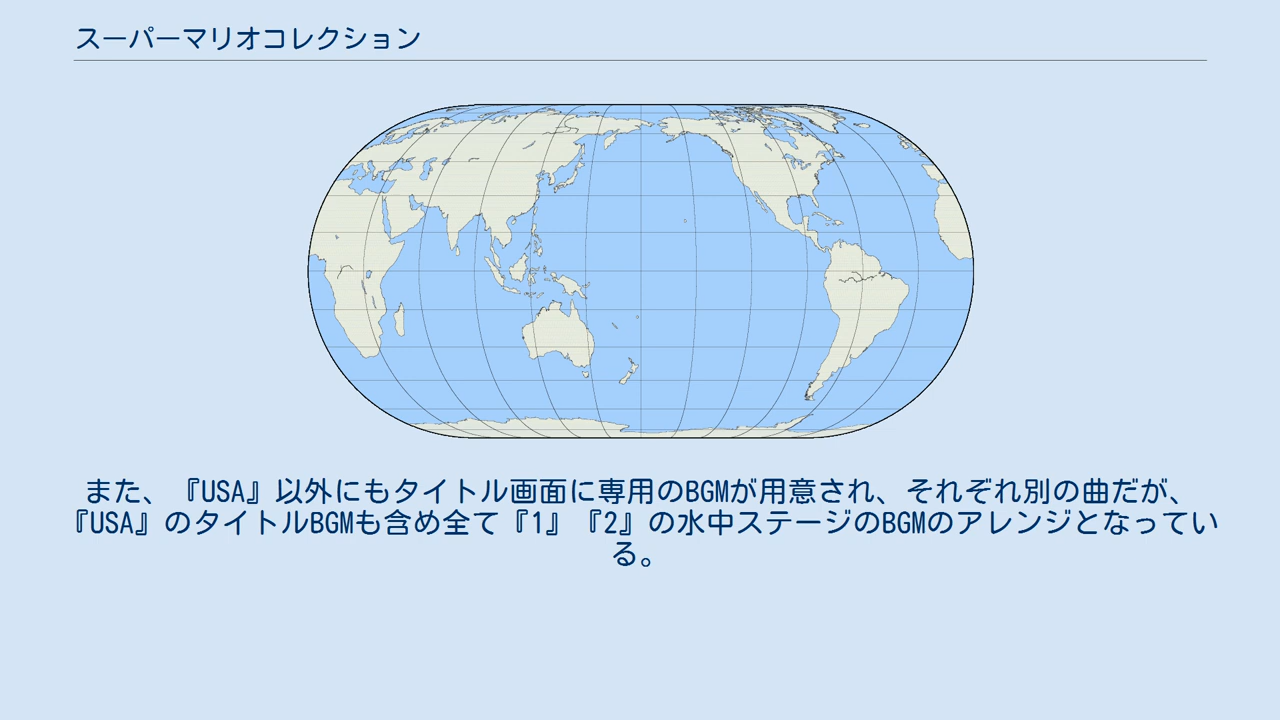 スーパーマリオコレクション
また、『USA』以外にもタイトル画面に専用のBGMが用意され、それぞれ別の曲だが、
『USA』のタイトルBGMも含め全て『1』『2』の水中ステージのBGMのアレンジとなってい
る。